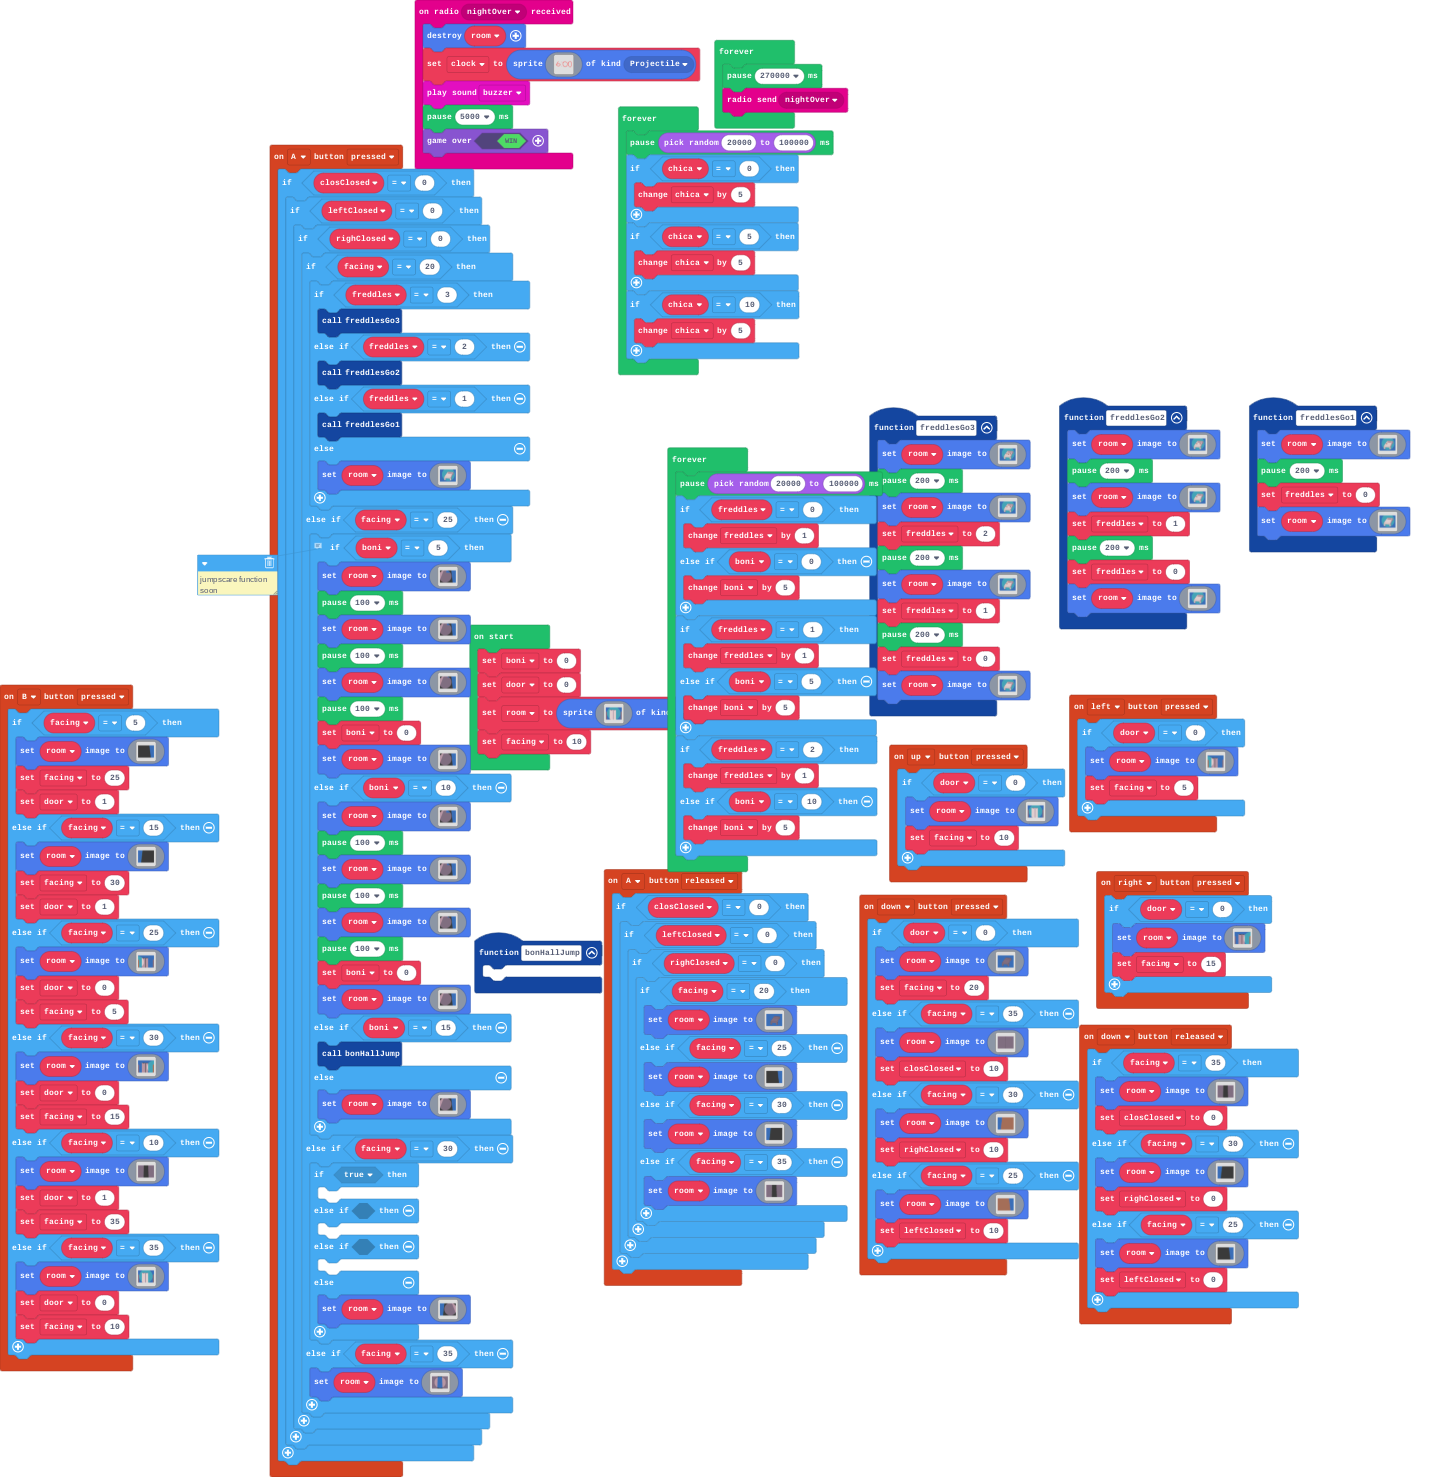 on radio nightOver received
destroy room
set clock to sprite of kind Projectile
play sound buzzer
pause 5000 ms
game over WIN
forever
pause 270000 ms
radio send nightOver
forever
pause pick random 20000 to 100000 ms
if chica = 0 then
change chica by 5
if chica = 5 then
change chica by 5
if chica = 10 then
change chica by 5
on A button pressed
if closClosed = 0 then
if leftClosed = 0 then
if righClosed = 0 then
if facing = 20 then
if freddles = 3 then
call freddlesGo3
else if freddles = 2 then
call freddlesGo2
else if freddles = 1 then
call freddlesGo1
else
set room image to
else if facing = 25 then
if boni = 5 then
set room image to
pause 100 ms
set room image to
pause 100 ms
set room image to
pause 100 ms
set boni to 0
set room image to
else if boni = 10 then
set room image to
pause 100 ms
set room image to
pause 100 ms
set room image to
pause 100 ms
set boni to 0
set room image to
else if boni = 15 then
call bonHallJump
else
set room image to
else if facing = 30 then
if true then
else if then
else if then
else
set room image to
else if facing = 35 then
set room image to
jumpscare function
soon
on start
set boni to 0
set door to 0
set room to sprite of kind
set facing to 10
forever
pause pick random 20000 to 100000 ms
if freddles = 0 then
change freddles by 1
else if boni = 0 then
change boni by 5
if freddles = 1 then
change freddles by 1
else if boni = 5 then
change boni by 5
if freddles = 2 then
change freddles by 1
else if boni = 10 then
change boni by 5
function freddlesGo3
set room image to
pause 200 ms
set room image to
set freddles to 2
pause 200 ms
set room image to
set freddles to 1
pause 200 ms
set freddles to 0
set room image to
function freddlesGo2
set room image to
pause 200 ms
set room image to
set freddles to 1
pause 200 ms
set freddles to 0
set room image to
function freddlesGo1
set room image to
pause 200 ms
set freddles to 0
set room image to
on B button pressed
if facing = 5 then
set room image to
set facing to 25
set door to 1
else if facing = 15 then
set room image to
set facing to 30
set door to 1
else if facing = 25 then
set room image to
set door to 0
set facing to 5
else if facing = 30 then
set room image to
set door to 0
set facing to 15
else if facing = 10 then
set room image to
set door to 1
set facing to 35
else if facing = 35 then
set room image to
set door to 0
set facing to 10
function bonHallJump
on A button released
if closClosed = 0 then
if leftClosed = 0 then
if righClosed = 0 then
if facing = 20 then
set room image to
else if facing = 25 then
set room image to
else if facing = 30 then
set room image to
else if facing = 35 then
set room image to
on up button pressed
if door = 0 then
set room image to
set facing to 10
on left button pressed
if door = 0 then
set room image to
set facing to 5
on right button pressed
if door = 0 then
set room image to
set facing to 15
on down button pressed
if door = 0 then
set room image to
set facing to 20
else if facing = 35 then
set room image to
set closClosed to 10
else if facing = 30 then
set room image to
set righClosed to 10
else if facing = 25 then
set room image to
set leftClosed to 10
on down button released
if facing = 35 then
set room image to
set closClosed to 0
else if facing = 30 then
set room image to
set righClosed to 0
else if facing = 25 then
set room image to
set leftClosed to 0